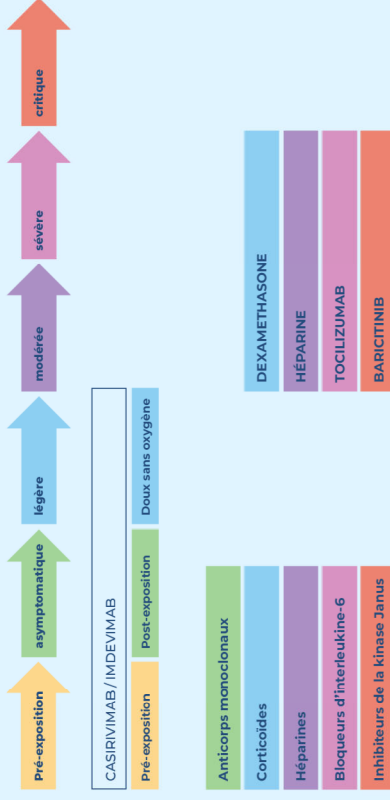 Pré-exposition
asymptomatique
légère
modérée
sévère
critique
CASIRIVIMAB/IMDEVIMAB
Pré-exposition
Post-exposition
Doux sans oxygène
Anticorps monoclonaux
Corticoïdes
DEXAMETHASONE
Héparines
HÉPARINE
Bloqueurs d'interleukine-6
TOCILIZUMAB
Inhibiteurs de la kinase Janus
BARICITINIB